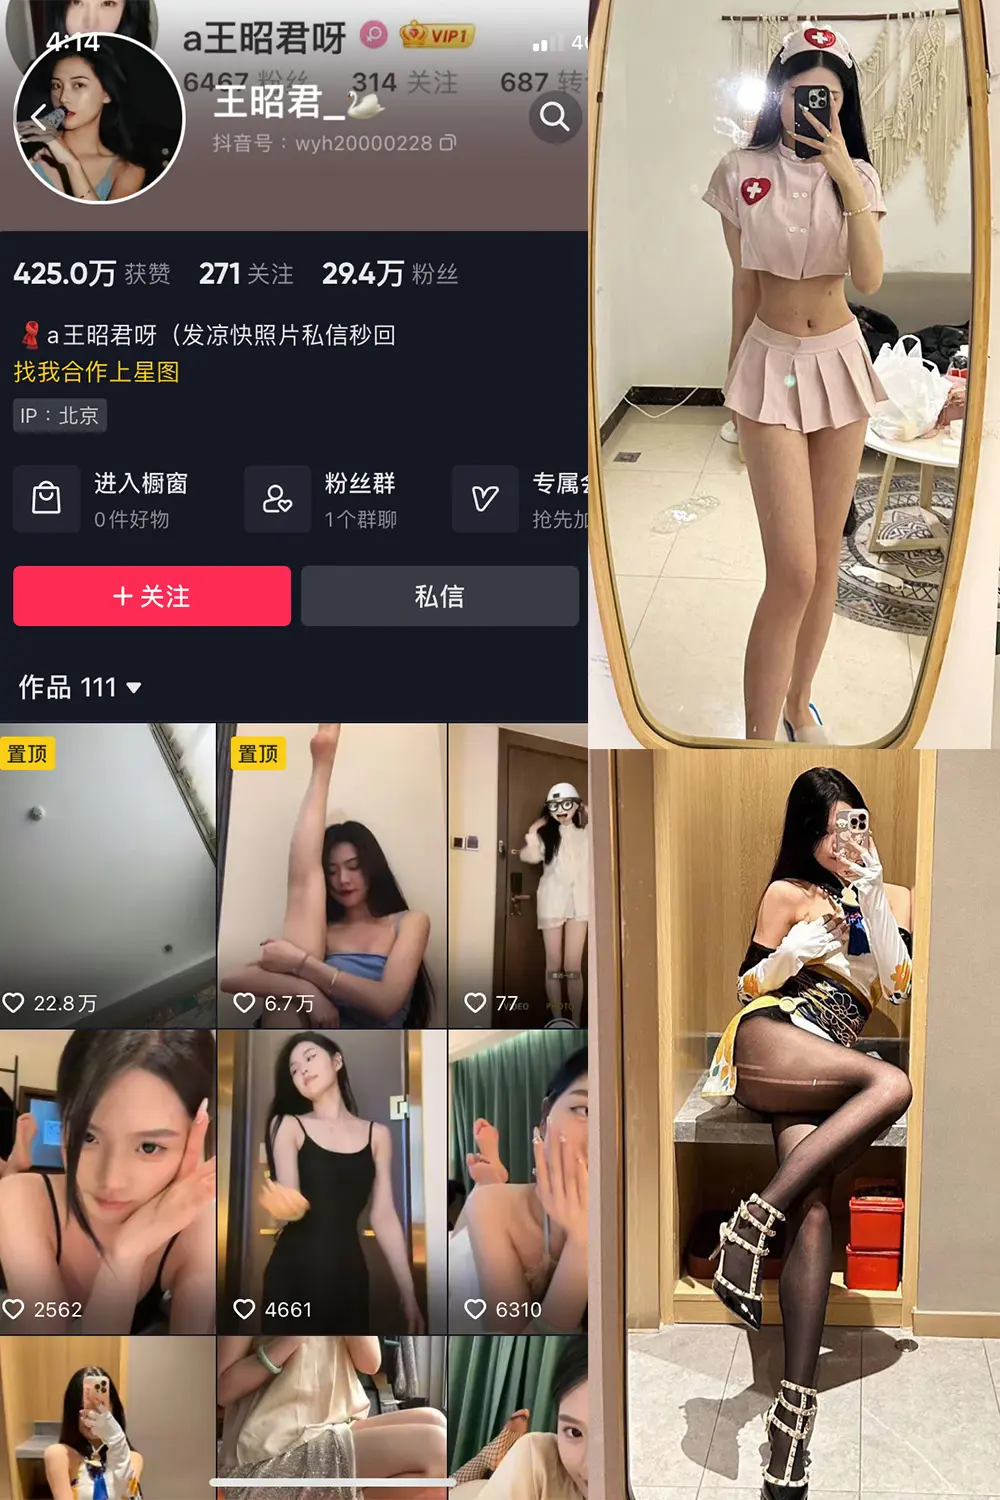 a王昭君呀 VIP1
4:14
6467 粉丝 314 关注 687 转
王昭君_
抖音号：wyh20000228
425.0万 获赞 271 关注 29.4万 粉丝
a王昭君呀（发凉快照片私信秒回
找我合作上星图
IP：北京
进入橱窗 粉丝群 专属
0件好物 1个群聊 抢先加
+ 关注 私信
作品 111
置顶 置顶
22.8万 6.7万 77
VIDEO PHOTO
2562 4661 6310